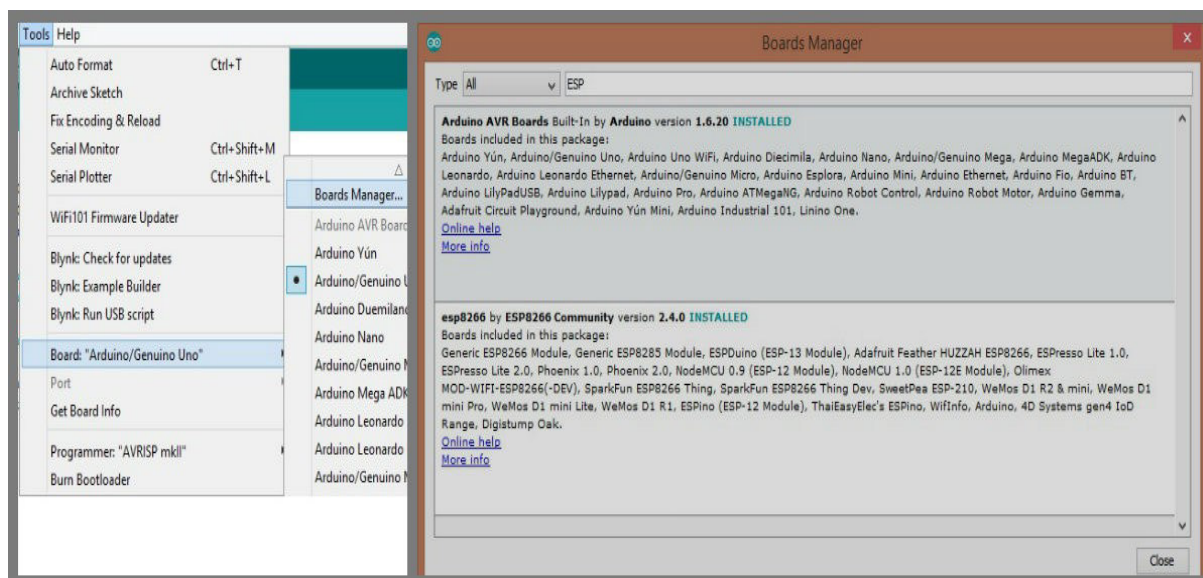 Tools Help
Auto Format Ctrl+T
Archive Sketch
Fix Encoding & Reload
Serial Monitor Ctrl+Shift+M
Serial Plotter Ctrl+Shift+L
WiFi101 Firmware Updater
Blynk: Check for updates
Blynk: Example Builder
Blynk: Run USB script
Board: "Arduino/Genuino Uno"
Port
Get Board Info
Programmer: "AVRISP mkII"
Burn Bootloader
Boards Manager...
Arduino AVR Board
Arduino Yún
Arduino/Genuino U
Arduino Duemilano
Arduino Nano
Arduino/Genuino M
Arduino Mega ADK
Arduino Leonardo
Arduino Leonardo
Arduino/Genuino M
Boards Manager
X
Type All ESP
Arduino AVR Boards Built-In by Arduino version 1.6.20 INSTALLED
Boards included in this package:
Arduino Yún, Arduino/Genuino Uno, Arduino Uno WiFi, Arduino Diecimila, Arduino Nano, Arduino/Genuino Mega, Arduino MegaADK, Arduino
Leonardo, Arduino Leonardo Ethernet, Arduino/Genuino Micro, Arduino Esplora, Arduino Mini, Arduino Ethernet, Arduino Fio, Arduino BT,
Arduino LilyPadUSB, Arduino Lilypad, Arduino Pro, Arduino ATMegaNG, Arduino Robot Control, Arduino Robot Motor, Arduino Gemma,
Adafruit Circuit Playground, Arduino Yún Mini, Arduino Industrial 101, Linino One.
Online help
More info
esp8266 by ESP8266 Community version 2.4.0 INSTALLED
Boards included in this package:
Generic ESP8266 Module, Generic ESP8285 Module, ESPDuino (ESP-13 Module), Adafruit Feather HUZZAH ESP8266, ESPresso Lite 1.0,
ESPresso Lite 2.0, Phoenix 1.0, Phoenix 2.0, NodeMCU 0.9 (ESP-12 Module), NodeMCU 1.0 (ESP-12E Module), Olimex
MOD-WIFI-ESP8266(-DEV), SparkFun ESP8266 Thing, SparkFun ESP8266 Thing Dev, SweetPea ESP-210, WeMos D1 R2 & mini, WeMos D1
mini Pro, WeMos D1 mini Lite, WeMos D1 R1, ESPino (ESP-12 Module), ThaiEasyElec's ESPino, WifInfo, Arduino, 4D Systems gen4 IoD
Range, Digistump Oak.
Online help
More info
Close